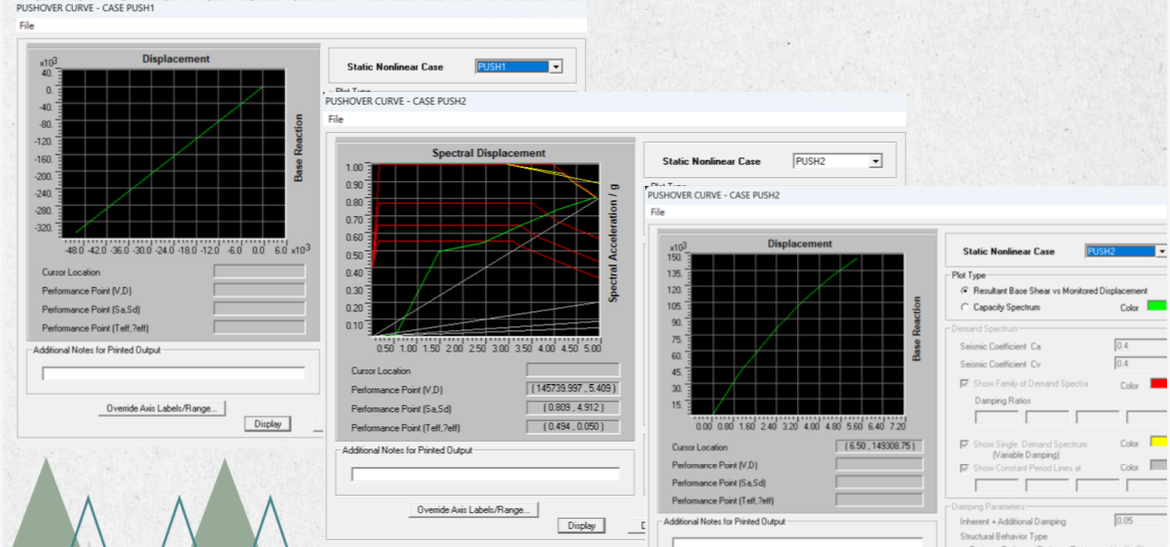 PUSHOVER CURVE - CASE PUSH1
File
Displacement
x10³
40.
0.
-40.
-80.
-120.
-160.
-200.
-240.
-280.
-320.
-48.0 -42.0 -36.0 -30.0 -24.0 -18.0 -12.0 -6.0 0.0 6.0 x10³
Base Reaction
Static Nonlinear Case PUSH1
Cursor Location
Performance Point (V,D)
Performance Point (Sa,Sd)
Performance Point (Teff,?eff)
Additional Notes for Printed Output
Override Axis Labels/Range...
Display
PUSHOVER CURVE - CASE PUSH2
File
Spectral Displacement
1.00
0.90
0.80
0.70
0.60
0.50
0.40
0.30
0.20
0.10
0.50 1.00 1.50 2.00 2.50 3.00 3.50 4.00 4.50 5.00
Spectral Acceleration / g
Static Nonlinear Case PUSH2
Cursor Location
Performance Point (V,D) ( 145739.997 , 5.409 )
Performance Point (Sa,Sd) ( 0.809 , 4.912 )
Performance Point (Teff,?eff) ( 0.494 , 0.050 )
Additional Notes for Printed Output
Override Axis Labels/Range...
Display
PUSHOVER CURVE - CASE PUSH2
File
Displacement
x10³
150.
135.
120.
105.
90.
75.
60.
45.
30.
15.
0.00 0.80 1.60 2.40 3.20 4.00 4.80 5.60 6.40 7.20
Base Reaction
Static Nonlinear Case PUSH2
Plot Type
Resultant Base Shear vs Monitored Displacement
Capacity Spectrum Color
Demand Spectrum
Seismic Coefficient Ca 0.4
Seismic Coefficient Cv 0.4
Show Family of Demand Spectra Color
Damping Ratios
Show Single Demand Spectrum Color
(Variable Damping)
Show Constant Period Lines at Color
Damping Parameters
Inherent + Additional Damping 0.05
Structural Behavior Type
Cursor Location ( 6.50 , 149308.75 )
Performance Point (V,D)
Performance Point (Sa,Sd)
Performance Point (Teff,?eff)
Additional Notes for Printed Output